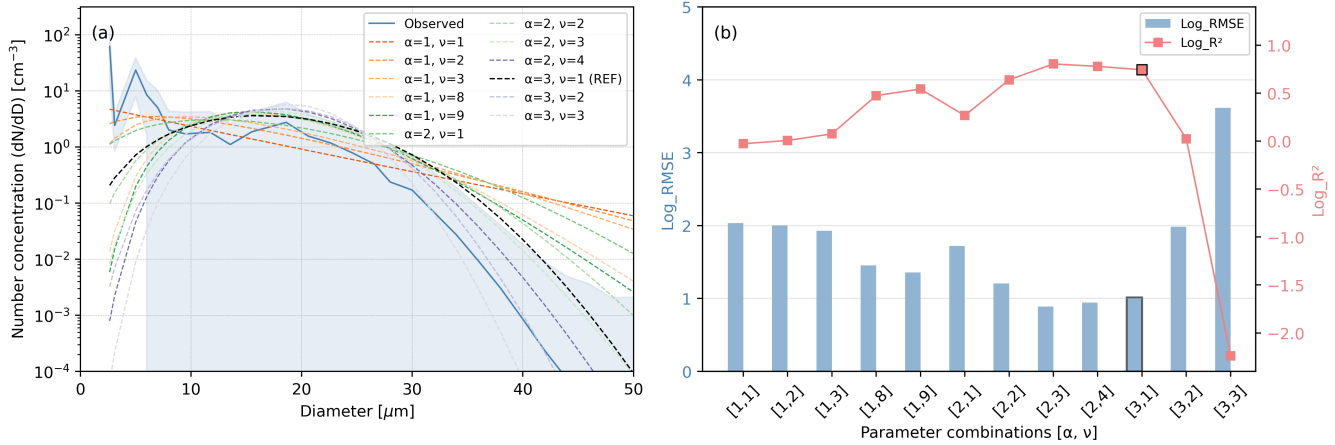 (a)
Observed
α=1, ν=1
α=1, ν=2
α=1, ν=3
α=1, ν=8
α=1, ν=9
α=2, ν=1
α=2, ν=2
α=2, ν=3
α=2, ν=4
α=3, ν=1 (REF)
α=3, ν=2
α=3, ν=3
Number concentration (dN/dD) [cm⁻³]
10²
10¹
10⁰
10⁻¹
10⁻²
10⁻³
10⁻⁴
0
10
20
30
40
50
Diameter [μm]
(b)
Log_RMSE
Log_R²
Log_RMSE
5
4
3
2
1
0
1.0
0.5
0.0
−0.5
−1.0
−1.5
−2.0
Log_R²
[1,1]
[1,2]
[1,3]
[1,8]
[1,9]
[2,1]
[2,2]
[2,3]
[2,4]
[3,1]
[3,2]
[3,3]
Parameter combinations [α, ν]